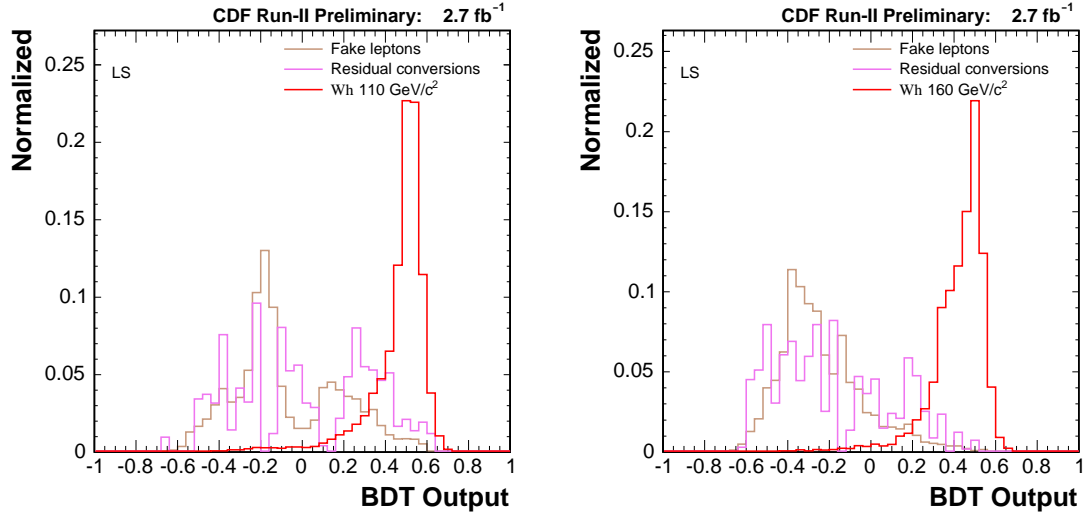 CDF Run-II Preliminary: 2.7 fb⁻¹
Normalized
0.25
0.2
0.15
0.1
0.05
0
LS
Fake leptons
Residual conversions
Wh 110 GeV/c²
-1 -0.8 -0.6 -0.4 -0.2 0 0.2 0.4 0.6 0.8 1
BDT Output
CDF Run-II Preliminary: 2.7 fb⁻¹
Normalized
0.25
0.2
0.15
0.1
0.05
0
LS
Fake leptons
Residual conversions
Wh 160 GeV/c²
-1 -0.8 -0.6 -0.4 -0.2 0 0.2 0.4 0.6 0.8 1
BDT Output